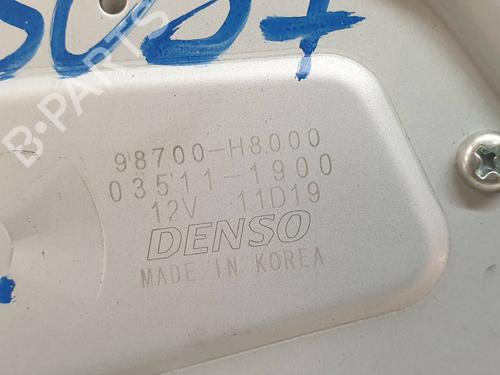 98700-H8000
03511-1900
12V 11D19
DENSO
MADE IN KOREA
B-PARTS